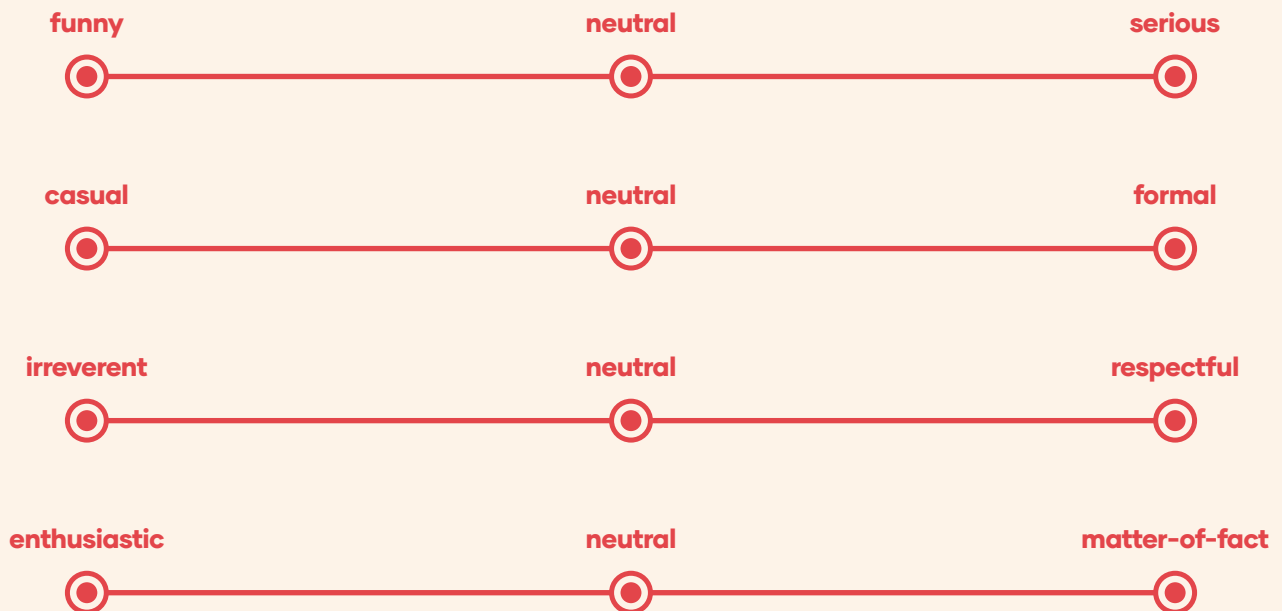 funny neutral serious
casual neutral formal
irreverent neutral respectful
enthusiastic neutral matter-of-fact